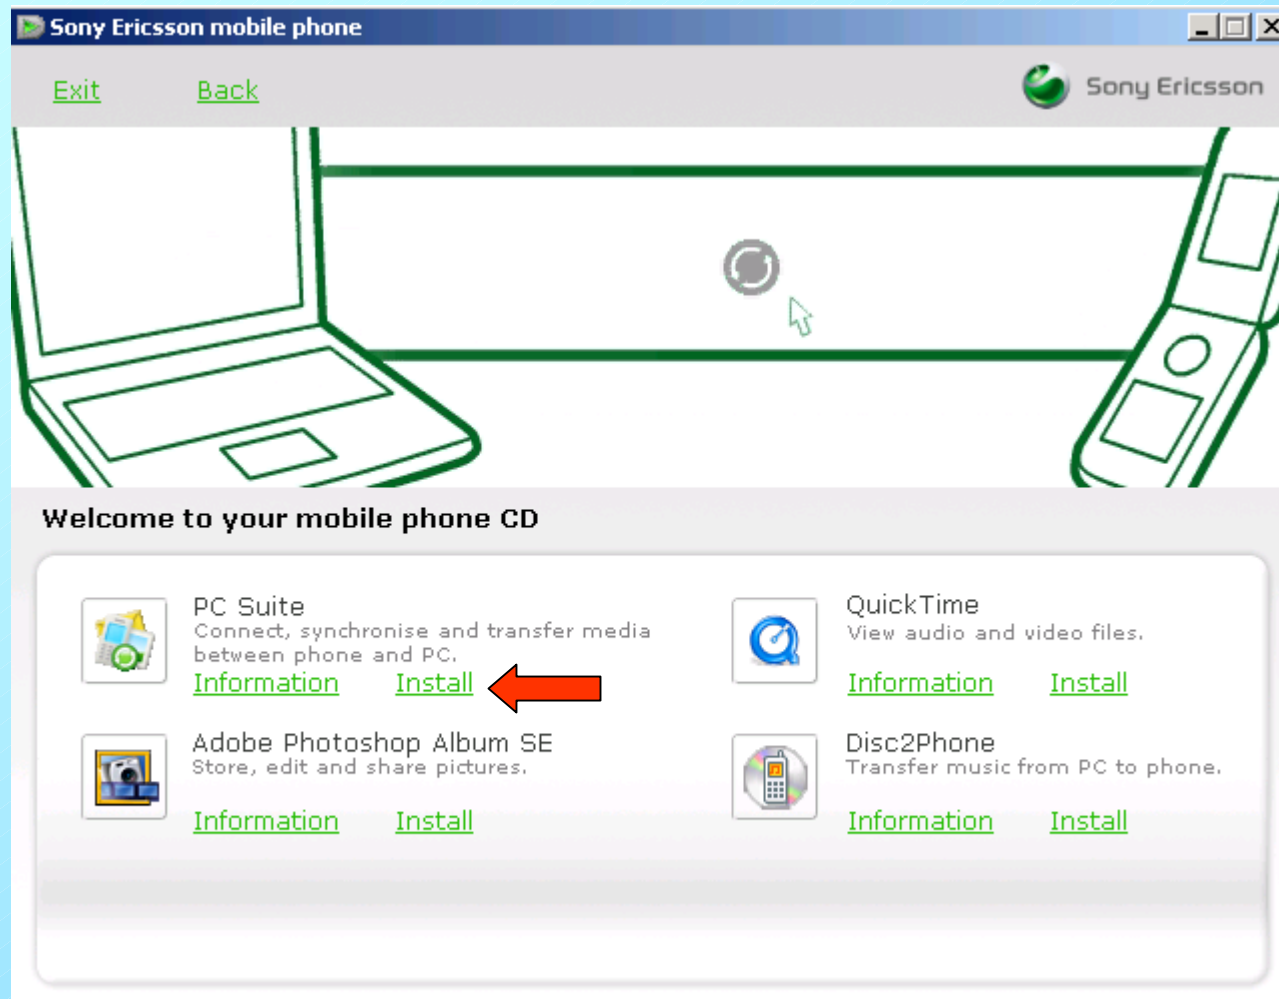 Sony Ericsson mobile phone
Exit Back
Sony Ericsson
Welcome to your mobile phone CD
PC Suite
Connect, synchronise and transfer media
between phone and PC.
Information Install
QuickTime
View audio and video files.
Information Install
Adobe Photoshop Album SE
Store, edit and share pictures.
Information Install
Disc2Phone
Transfer music from PC to phone.
Information Install